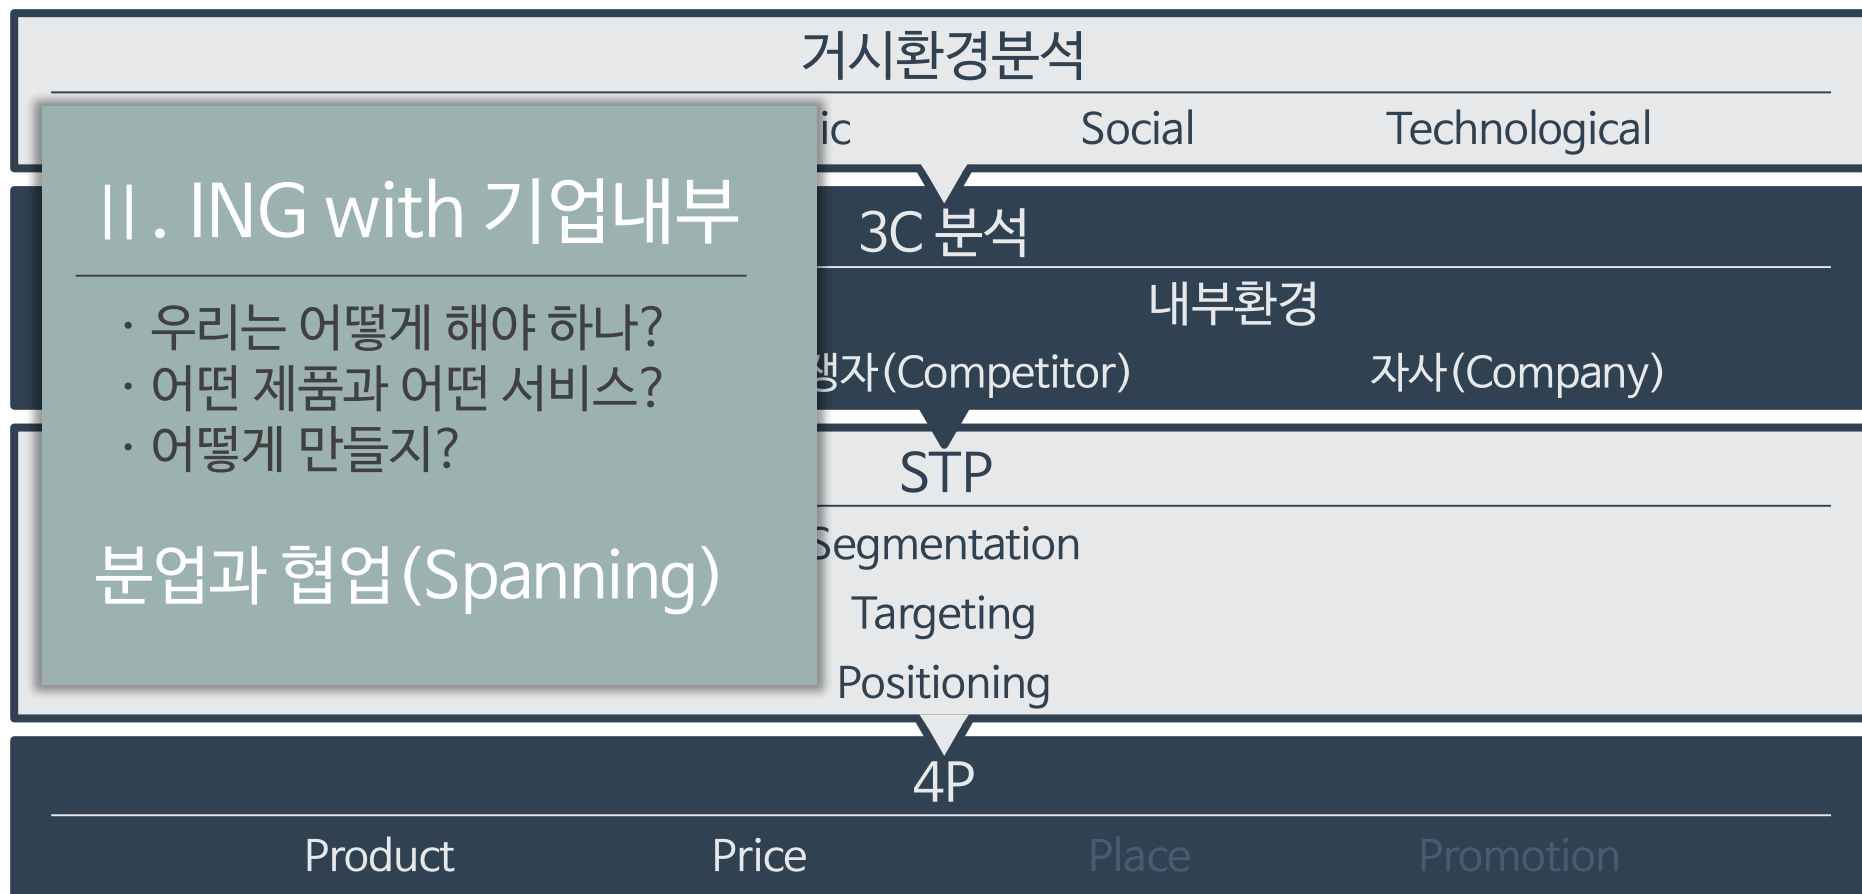 거시환경분석
Social Technological
Ⅱ. ING with 기업내부
· 우리는 어떻게 해야 하나?
· 어떤 제품과 어떤 서비스?
· 어떻게 만들지?
분업과 협업(Spanning)
3C 분석
내부환경
(Competitor) 자사(Company)
STP
Segmentation
Targeting
Positioning
4P
Product Price Place Promotion